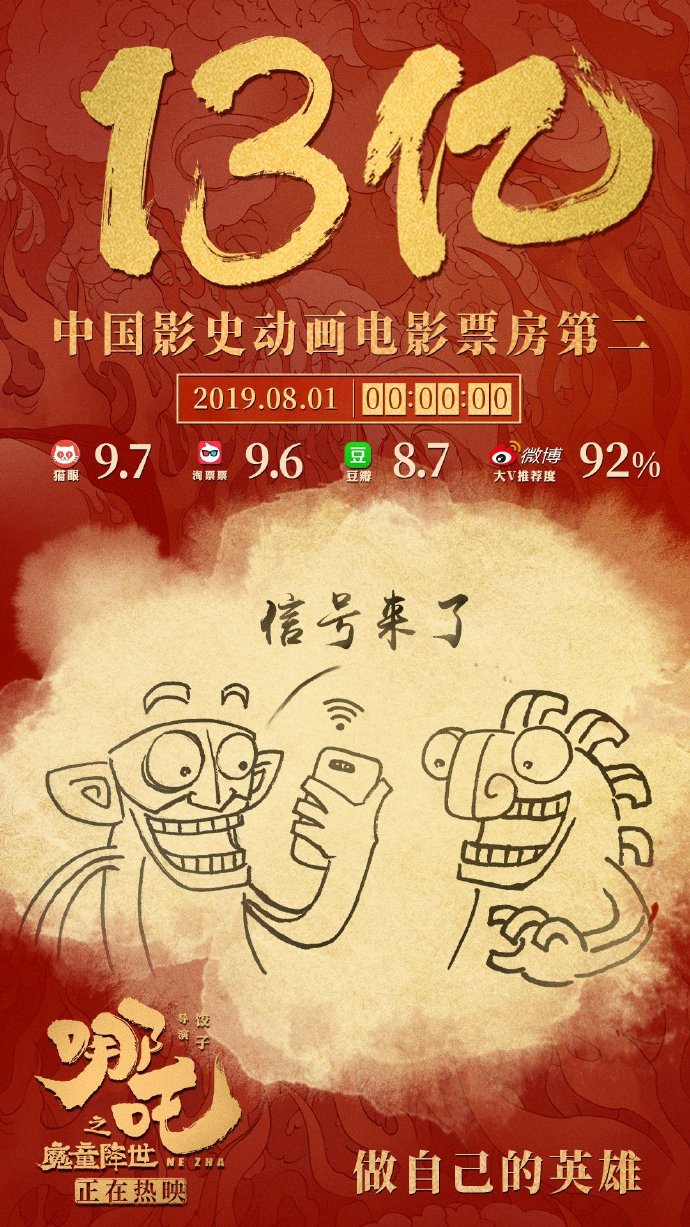 13亿
中国影史动画电影票房第二
2019.08.01 00:00:00
猫眼 9.7 淘票票 9.6 豆 豆瓣 8.7 微博 大V推荐度 92%
信号来了
哪吒
之
魔童降世
NE ZHA
导演 饺子
正在热映
做自己的英雄